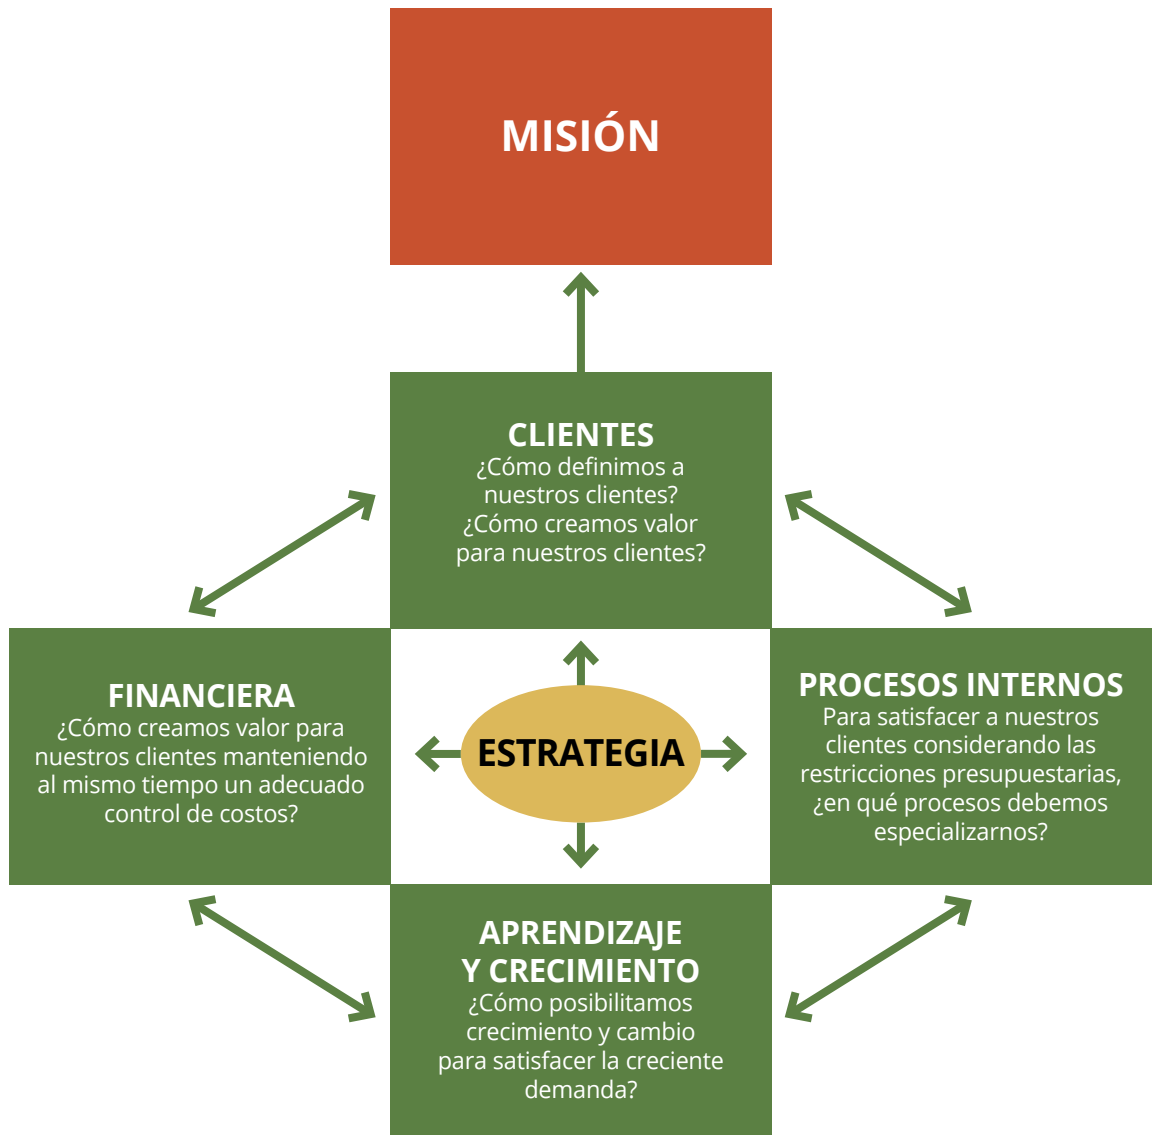 MISIÓN
CLIENTES
¿Cómo definimos a
nuestros clientes?
¿Cómo creamos valor
para nuestros clientes?
FINANCIERA
¿Cómo creamos valor para
nuestros clientes manteniendo
al mismo tiempo un adecuado
control de costos?
ESTRATEGIA
PROCESOS INTERNOS
Para satisfacer a nuestros
clientes considerando las
restricciones presupuestarias,
¿en qué procesos debemos
especializarnos?
APRENDIZAJE
Y CRECIMIENTO
¿Cómo posibilitamos
crecimiento y cambio
para satisfacer la creciente
demanda?